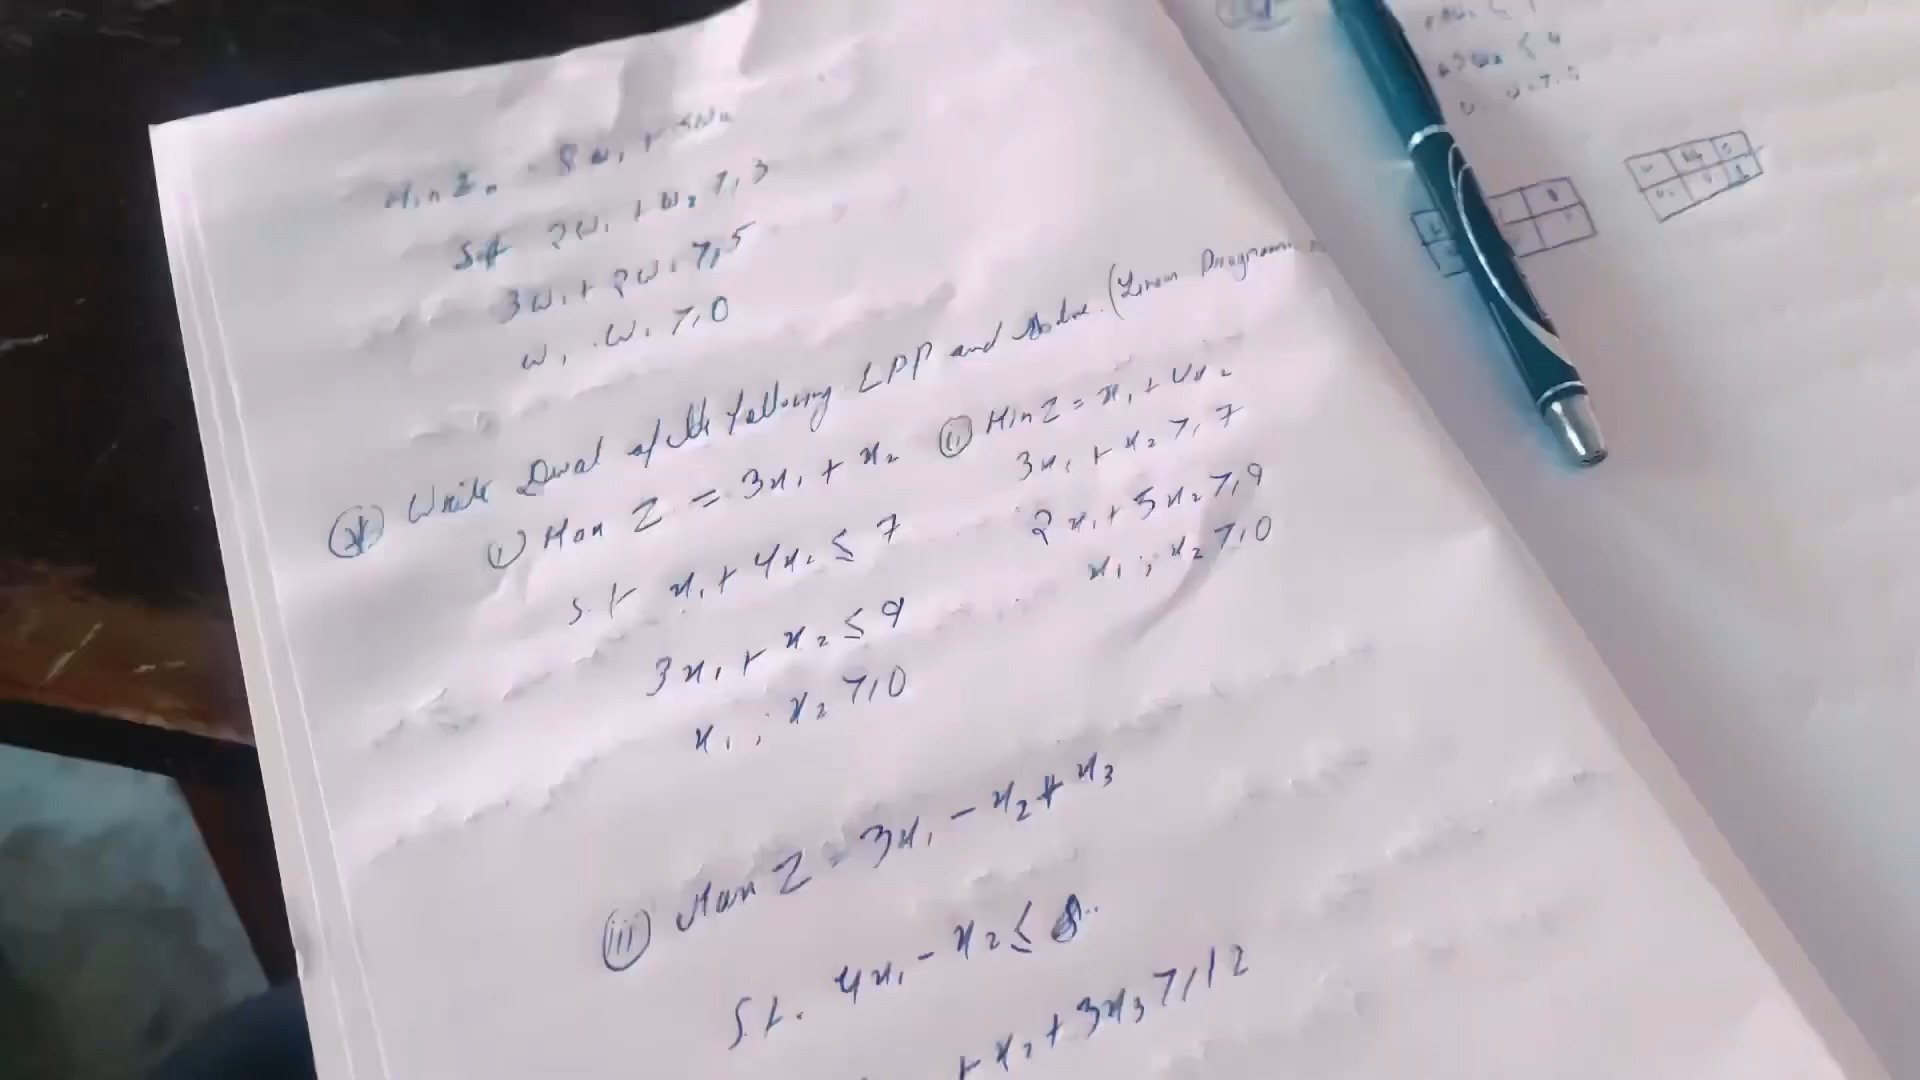 Min Z = 8w₁ + 5w₂
S.t 2w₁ + w₂ ≥ 3
3w₁ + 2w₂ ≥ 5
w₁, w₂ ≥ 0
Write Dual of the following LPP and solve. (Linear Programm
(i) Max Z = 3x₁ + x₂
S.t x₁ + 4x₂ ≤ 7
3x₁ + x₂ ≤ 9
x₁ ; x₂ ≥ 0
(ii) Min Z = x₁ + 4x₂
3x₁ + x₂ ≥ 7
2x₁ + 5x₂ ≥ 9
x₁ ; x₂ ≥ 0
(iii) Max Z = 3x₁ - x₂ + x₃
S.t. 4x₁ - x₂ ≤ 8
+ x₂ + 3x₃ ≥ 12